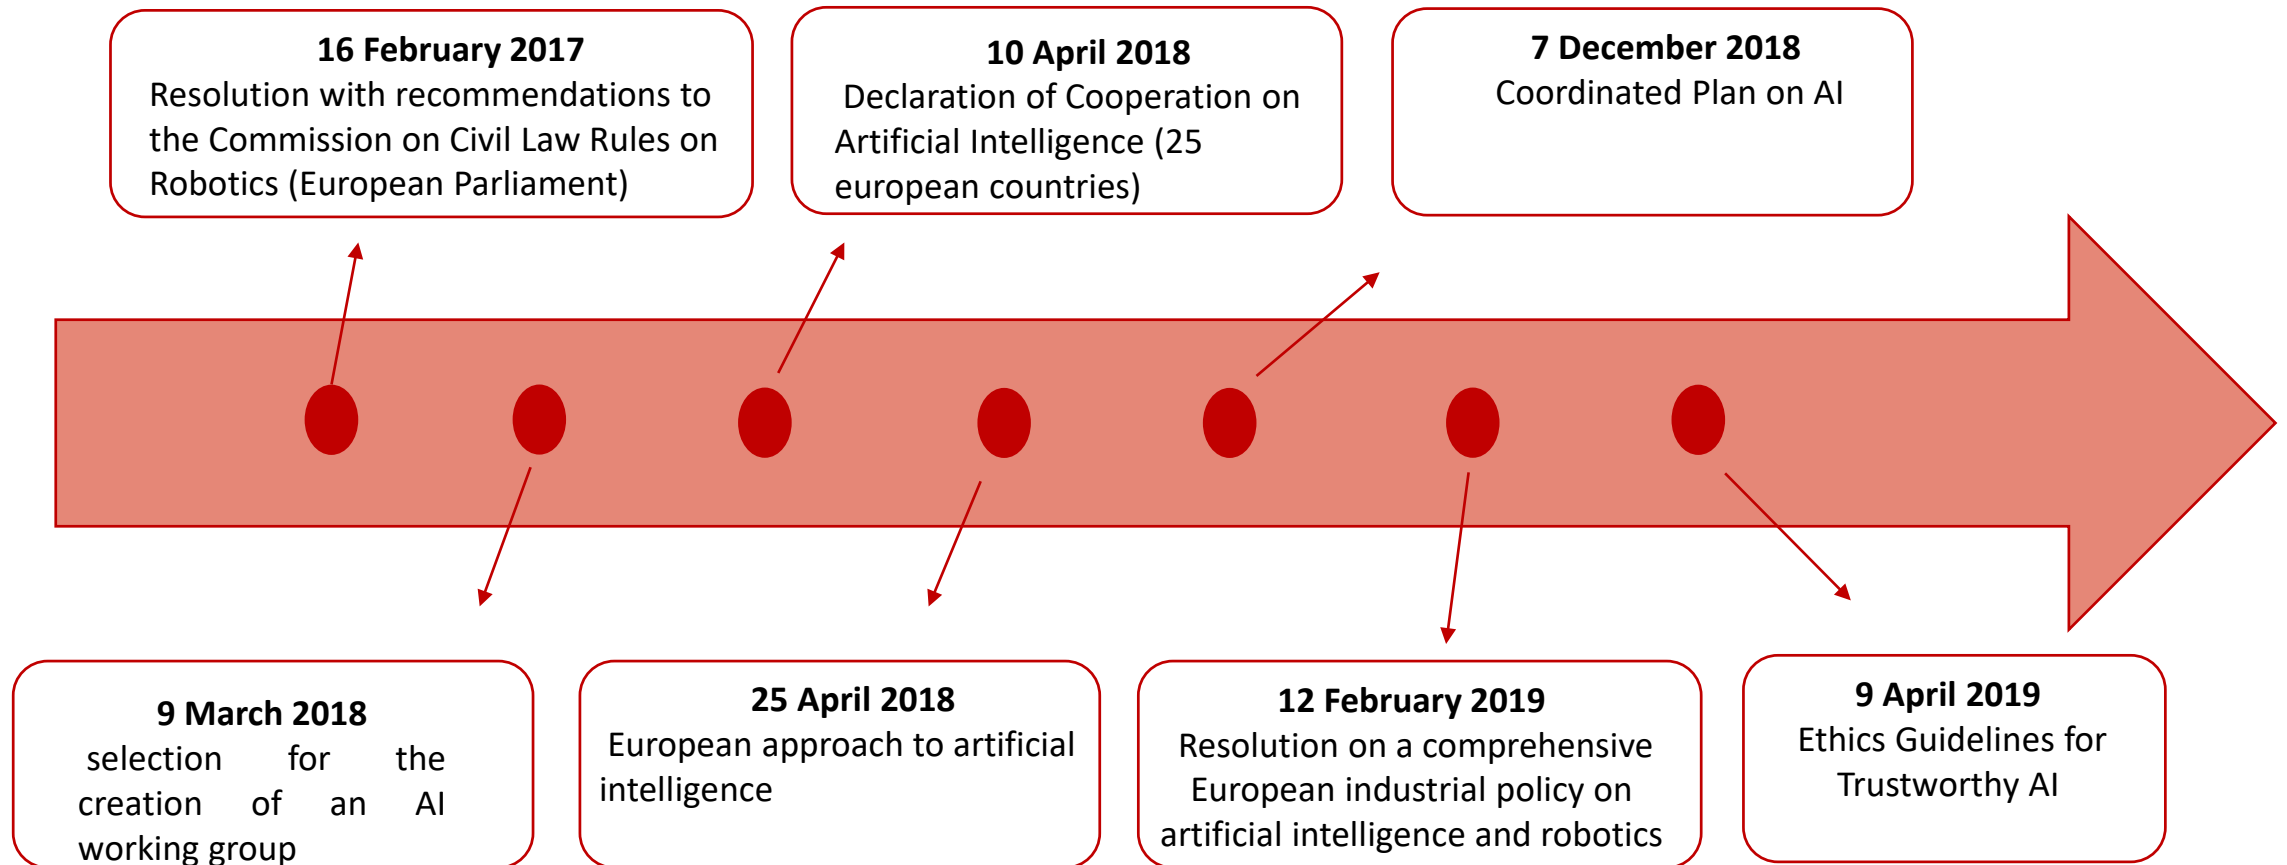 16 February 2017
Resolution with recommendations to
the Commission on Civil Law Rules on
Robotics (European Parliament)
10 April 2018
Declaration of Cooperation on
Artificial Intelligence (25
european countries)
7 December 2018
Coordinated Plan on AI
9 March 2018
selection for the
creation of an AI
working group
25 April 2018
European approach to artificial
intelligence
12 February 2019
Resolution on a comprehensive
European industrial policy on
artificial intelligence and robotics
9 April 2019
Ethics Guidelines for
Trustworthy AI